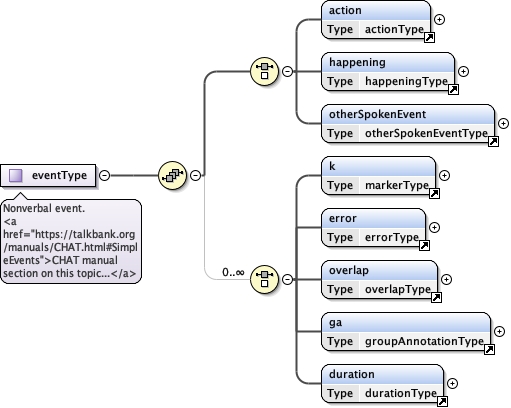 action
Type actionType
happening
Type happeningType
otherSpokenEvent
Type otherSpokenEventType
eventType
Nonverbal event.
<a
href="https://talkbank.org
/manuals/CHAT.html#Simpl
eEvents">CHAT manual
section on this topic...</a>
k
Type markerType
error
Type errorType
0..∞
overlap
Type overlapType
ga
Type groupAnnotationType
duration
Type durationType